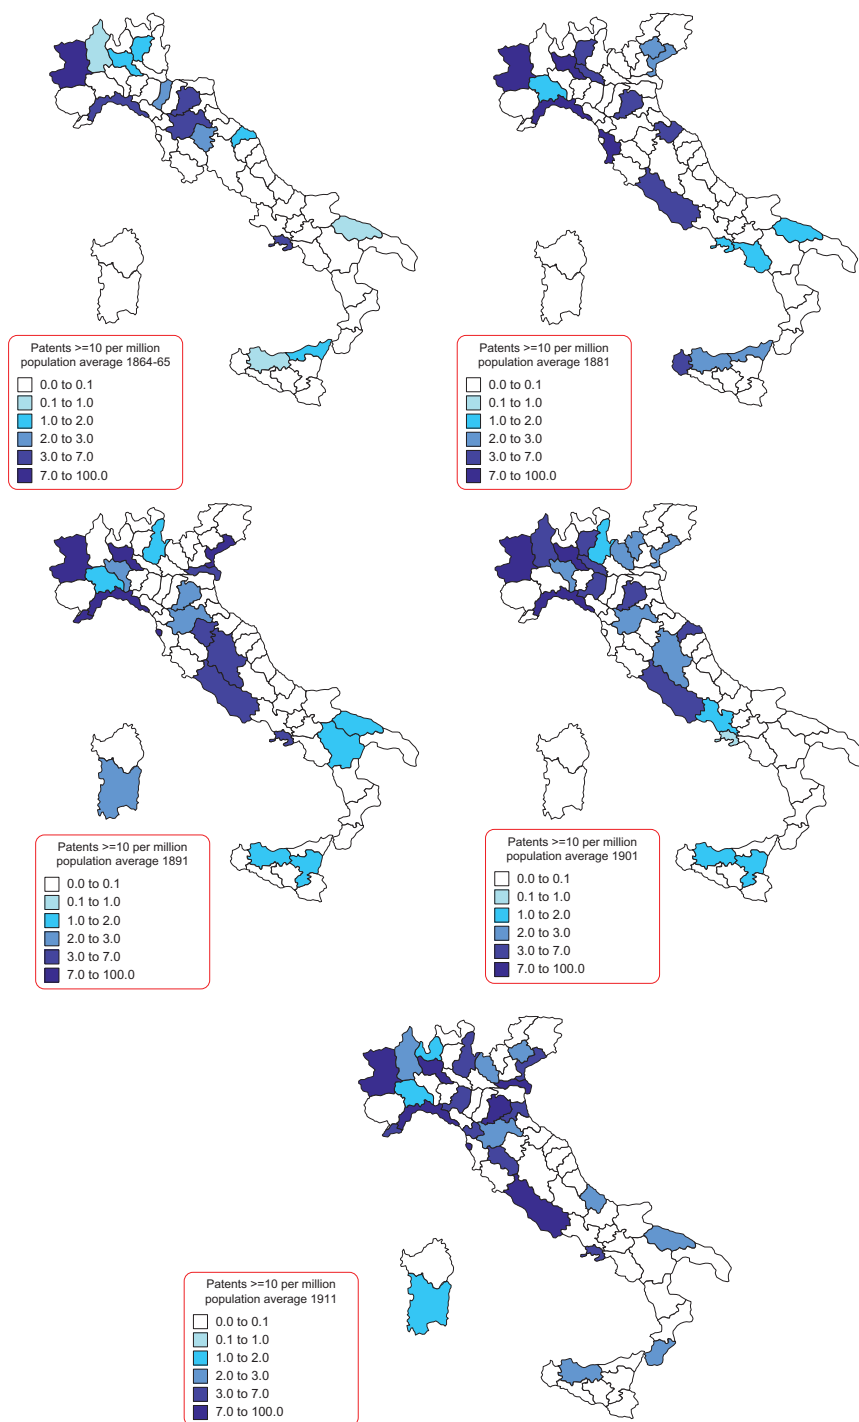 Patents >=10 per million
population average 1864-65
0.0 to 0.1
0.1 to 1.0
1.0 to 2.0
2.0 to 3.0
3.0 to 7.0
7.0 to 100.0
Patents >=10 per million
population average 1881
0.0 to 0.1
0.1 to 1.0
1.0 to 2.0
2.0 to 3.0
3.0 to 7.0
7.0 to 100.0
Patents >=10 per million
population average 1891
0.0 to 0.1
0.1 to 1.0
1.0 to 2.0
2.0 to 3.0
3.0 to 7.0
7.0 to 100.0
Patents >=10 per million
population average 1901
0.0 to 0.1
0.1 to 1.0
1.0 to 2.0
2.0 to 3.0
3.0 to 7.0
7.0 to 100.0
Patents >=10 per million
population average 1911
0.0 to 0.1
0.1 to 1.0
1.0 to 2.0
2.0 to 3.0
3.0 to 7.0
7.0 to 100.0